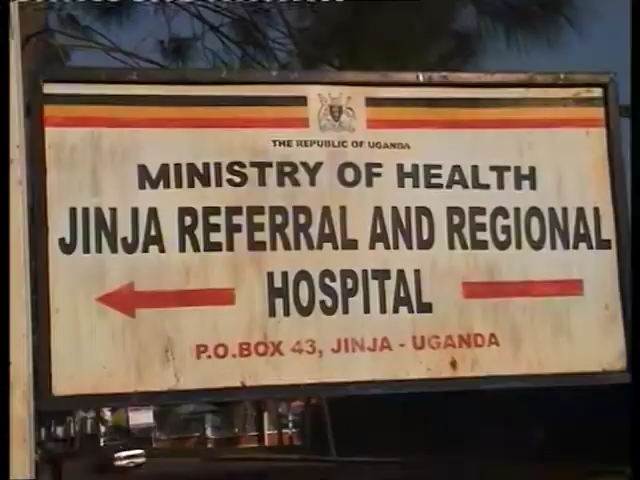 THE REPUBLIC OF UGANDA
MINISTRY OF HEALTH
JINJA REFERRAL AND REGIONAL
HOSPITAL
P.O.BOX 43, JINJA - UGANDA